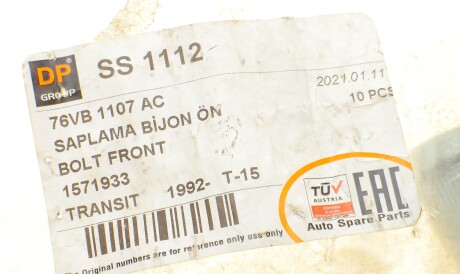 DP
GROUP
SS 1112
2021.01.11
10 PCS
76VB 1107 AC
SAPLAMA BİJON ÖN
BOLT FRONT
1571933
TRANSIT 1992- T-15
TÜV
AUSTRIA
EAC
Auto Spare Parts
The Original numbers are for reference only use only